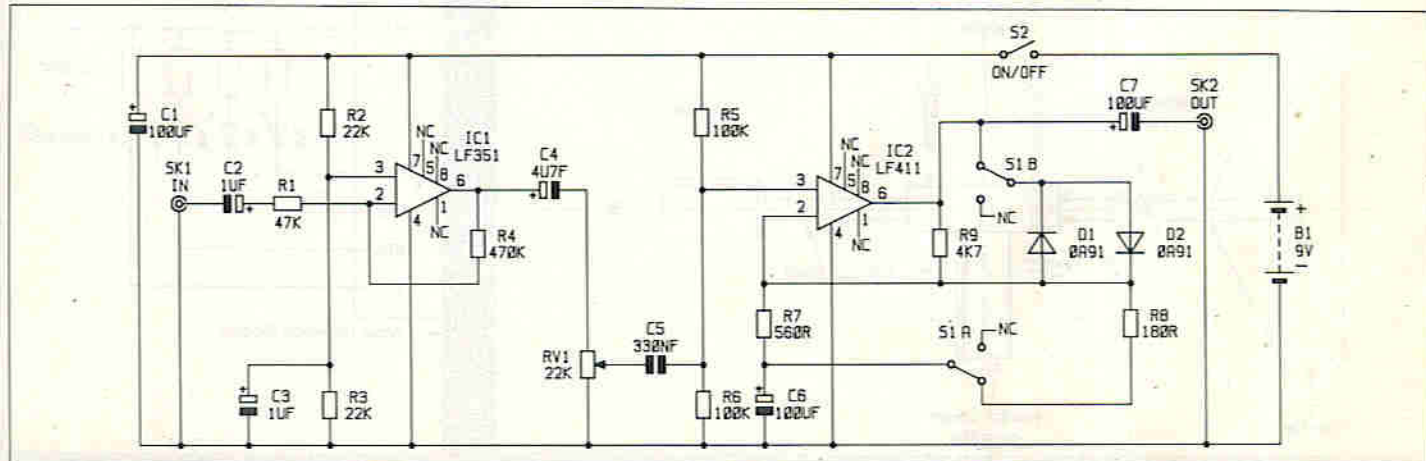 S2
ON/OFF
C1
100UF
R2
22K
R5
100K
C7
100UF
SK2
OUT
SK1
IN
C2
1UF
R1
47K
NC
NC
IC1
LF351
3
2
7
5
8
6
4
1
NC
R4
470K
C4
4U7F
NC
NC
IC2
LF411
3
2
7
5
8
6
4
1
NC
S1 B
NC
R9
4K7
D1
OA91
D2
OA91
B1
9V
R7
560R
S1 A
NC
R8
180R
RV1
22K
C5
330NF
C3
1UF
R3
22K
R6
100K
C6
100UF